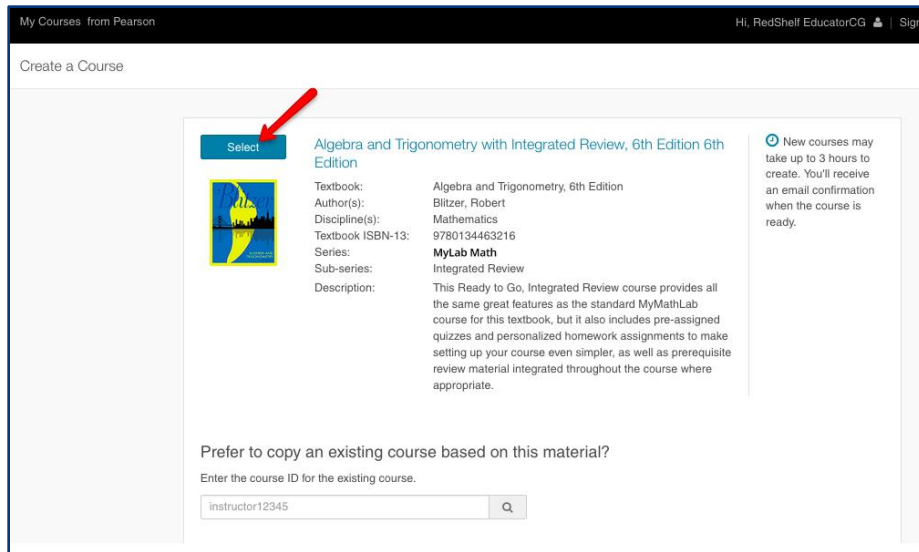 My Courses from Pearson
Hi, RedShelf EducatorCG | Sign
Create a Course
Select
Algebra and Trigonometry with Integrated Review, 6th Edition 6th
Edition
Textbook: Algebra and Trigonometry, 6th Edition
Author(s): Blitzer, Robert
Discipline(s): Mathematics
Textbook ISBN-13: 9780134463216
Series: MyLab Math
Sub-series: Integrated Review
Description: This Ready to Go, Integrated Review course provides all
the same great features as the standard MyMathLab
course for this textbook, but it also includes pre-assigned
quizzes and personalized homework assignments to make
setting up your course even simpler, as well as prerequisite
review material integrated throughout the course where
appropriate.
Blitzer
ALGEBRA AND
TRIGONOMETRY
New courses may
take up to 3 hours to
create. You'll receive
an email confirmation
when the course is
ready.
Prefer to copy an existing course based on this material?
Enter the course ID for the existing course.
instructor12345